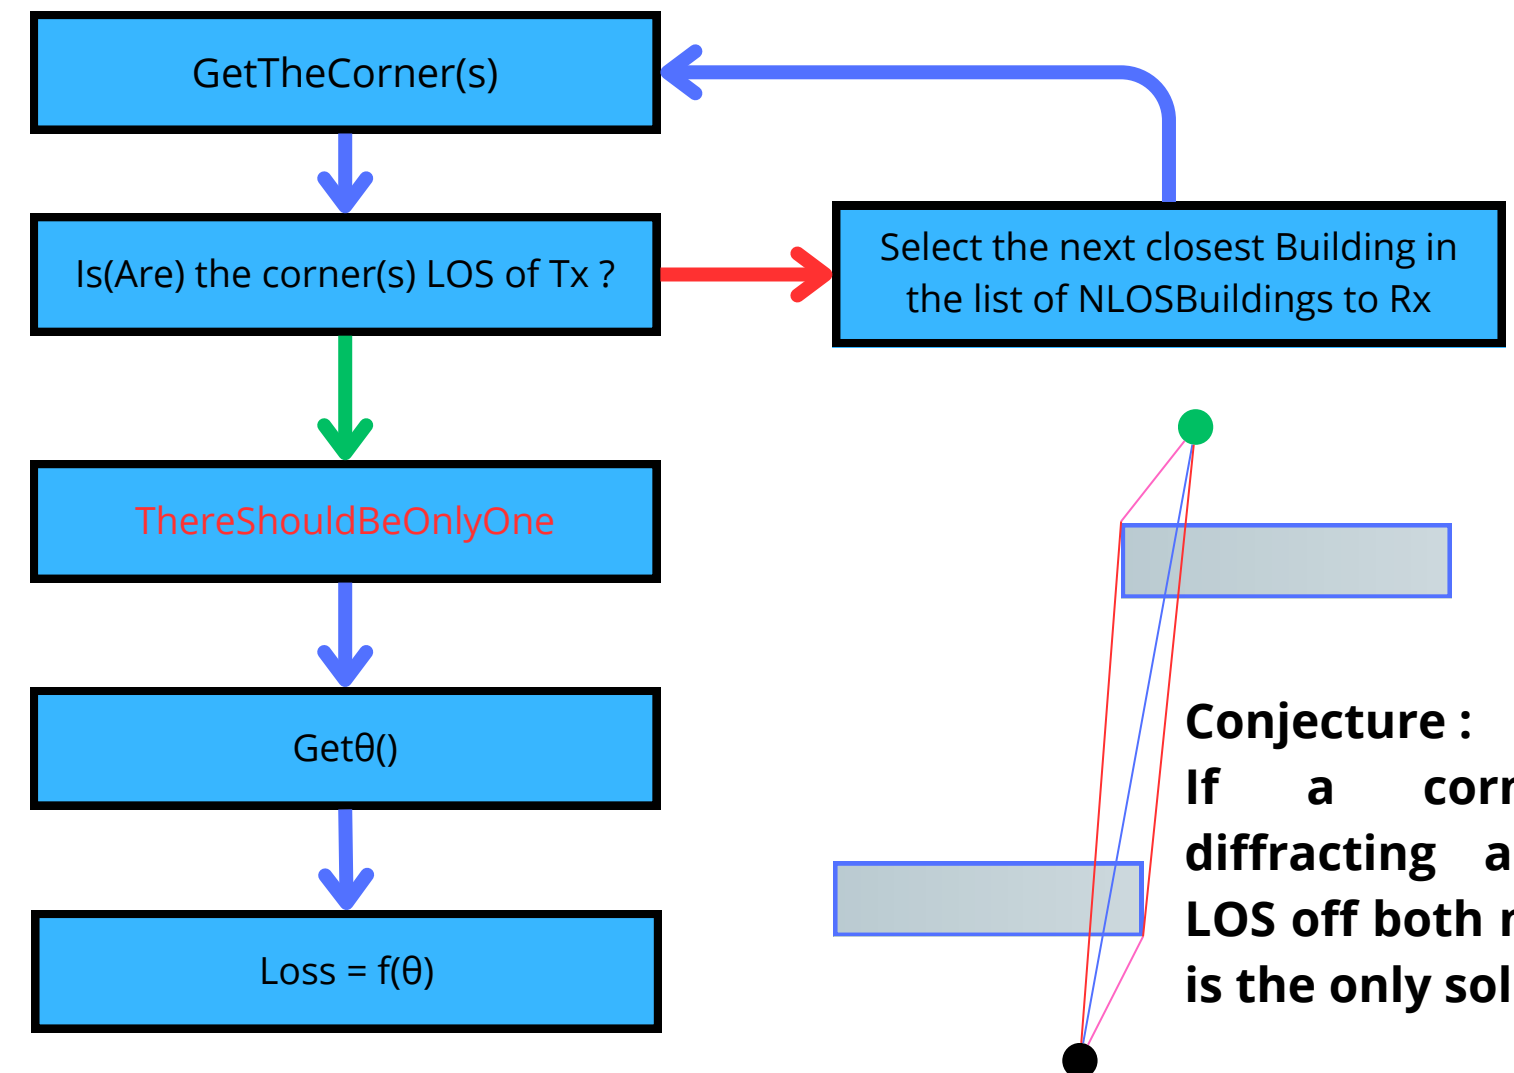 GetTheCorner(s)
Is(Are) the corner(s) LOS of Tx ?
Select the next closest Building in
the list of NLOSBuildings to Rx
ThereShouldBeOnlyOne
Getθ()
Loss = f(θ)
Conjecture :
If a
diffracting
LOS off both
is the only